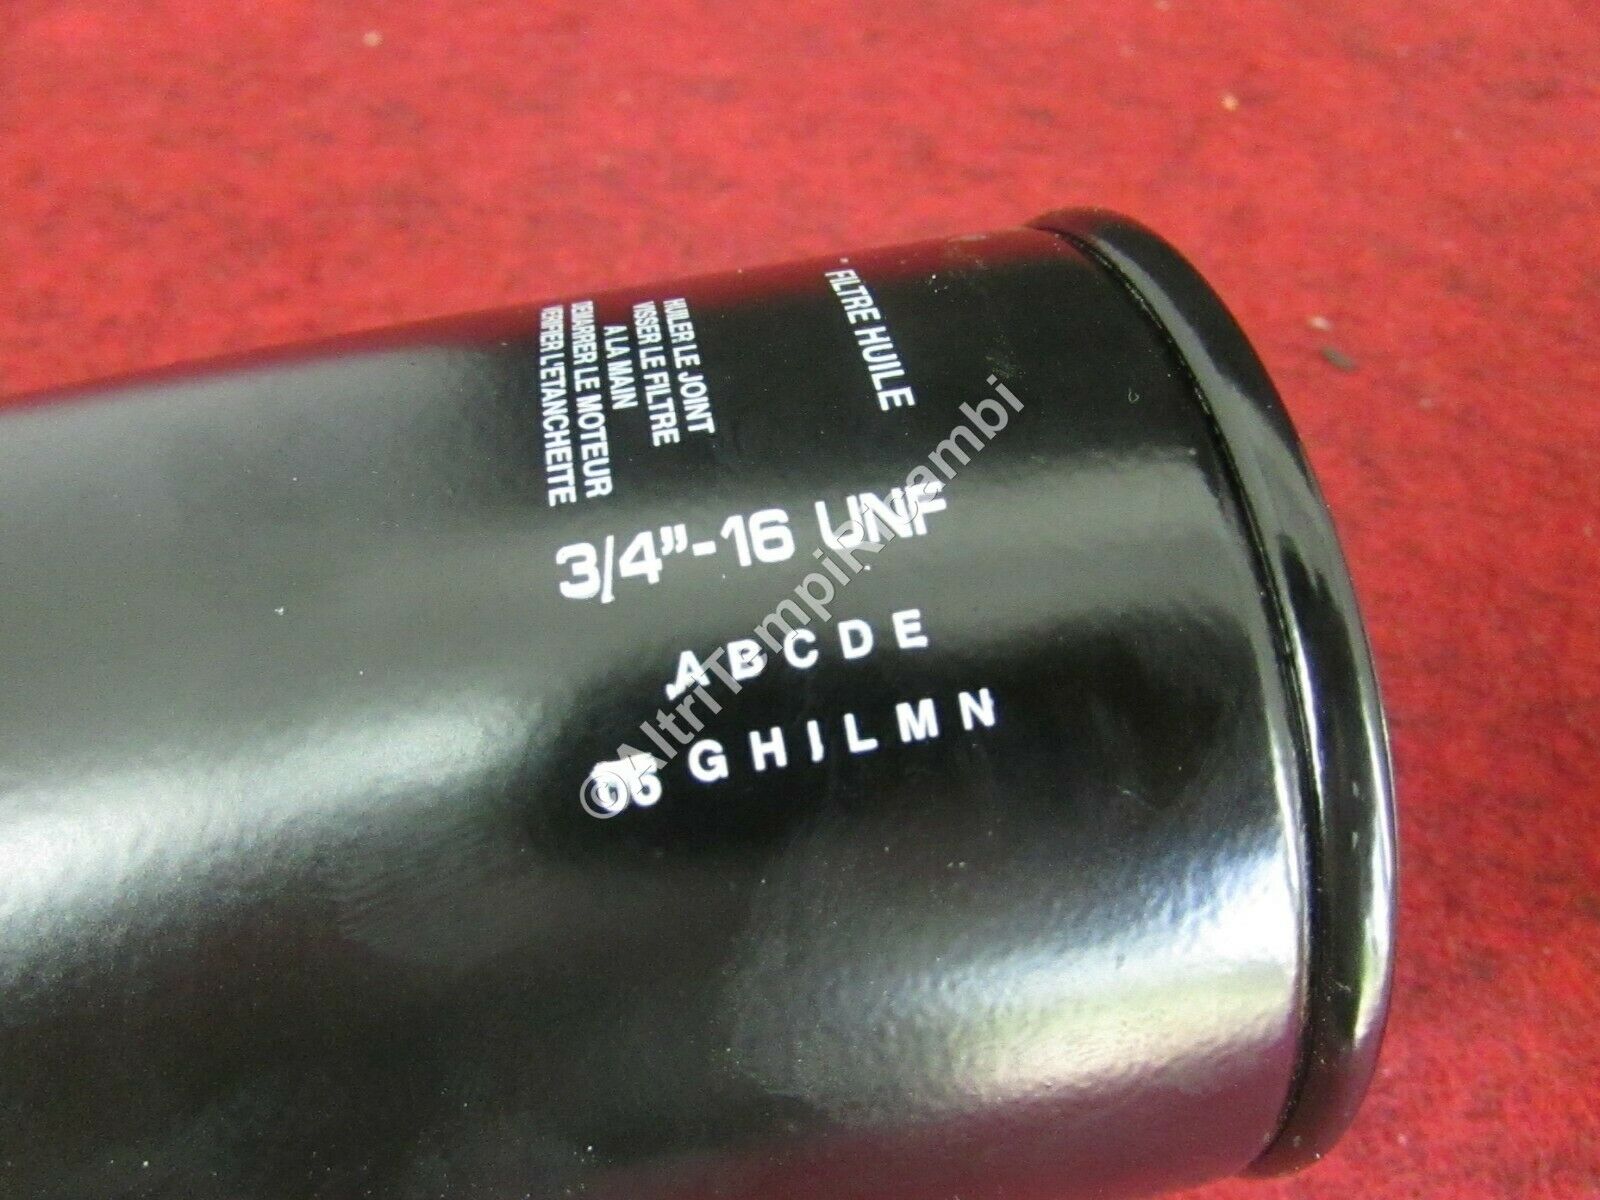 FILTRE HUILE
HUILER LE JOINT
VISSER LE FILTRE
A LA MAIN
DEMARRER LE MOTEUR
VERIFIER L'ETANCHEITE
3/4”-16 UNF
A B C D E
G H I L M N
©AltriTempiRicambi